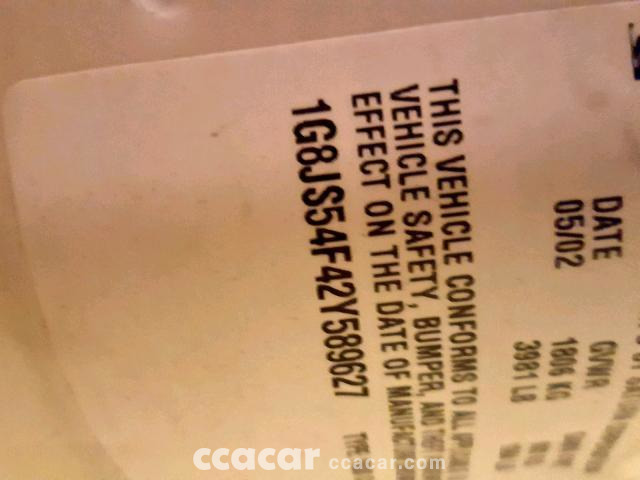 DATE GVWR
05/02 1806 KG
3981 LB
THIS VEHICLE CONFORMS TO ALL
VEHICLE SAFETY, BUMPER, AND
EFFECT ON THE DATE OF MANUFACT
1G8JS54F42Y589627
ccacar ccacar.com